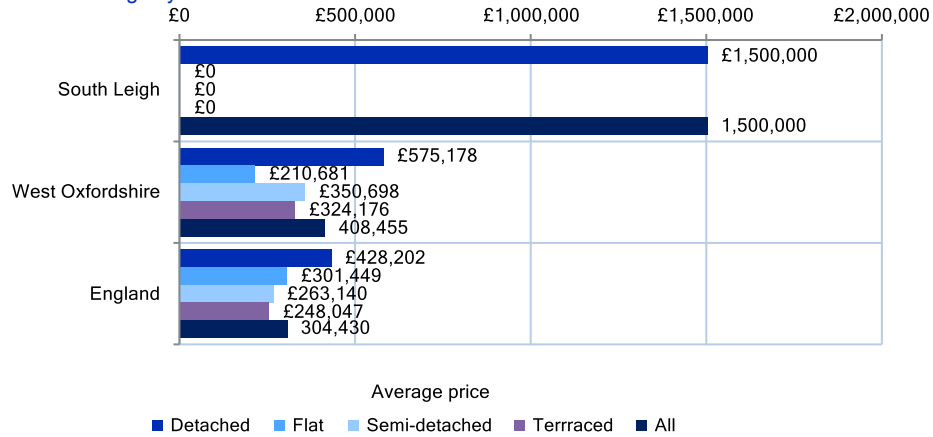 £0 £500,000 £1,000,000 £1,500,000 £2,000,000
£1,500,000
£0
South Leigh £0
£0
1,500,000
£575,178
£210,681
West Oxfordshire £350,698
£324,176
408,455
£428,202
£301,449
England £263,140
£248,047
304,430
Average price
Detached Flat Semi-detached Terrraced All